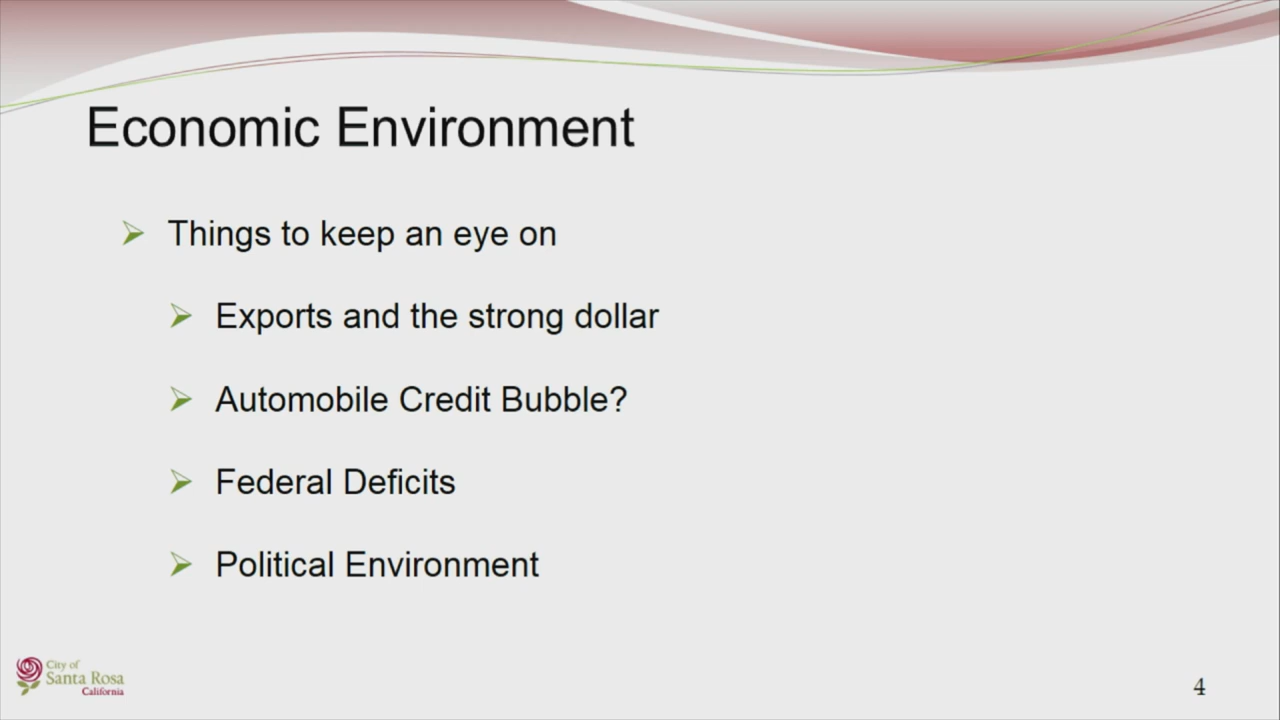 Economic Environment
Things to keep an eye on
Exports and the strong dollar
Automobile Credit Bubble?
Federal Deficits
Political Environment
City of
Santa Rosa
California
4